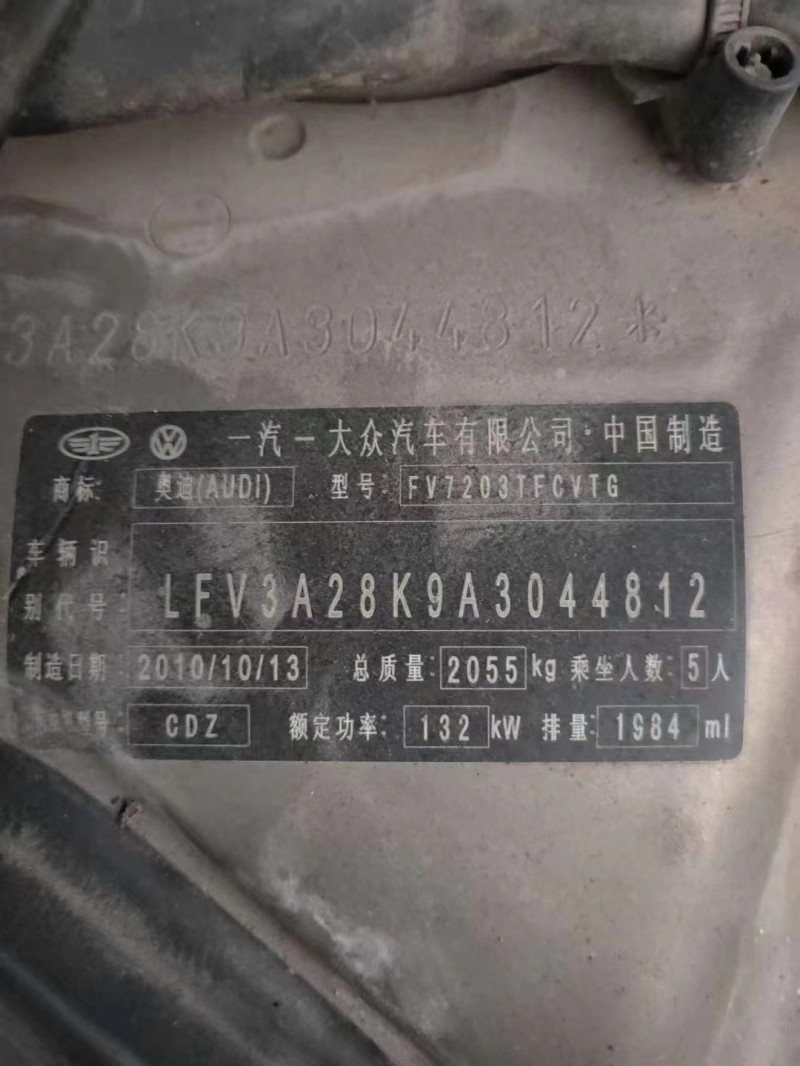 3A28K9A3044812*
一汽一大众汽车有限公司·中国制造
商标: 奥迪(AUDI) 型号: FV7203TFCVTG
车辆识
别代号: LFV3A28K9A3044812
制造日期: 2010/10/13 总质量: 2055 kg 乘坐人数: 5 人
型号: CDZ 额定功率: 132 kW 排量: 1984 ml